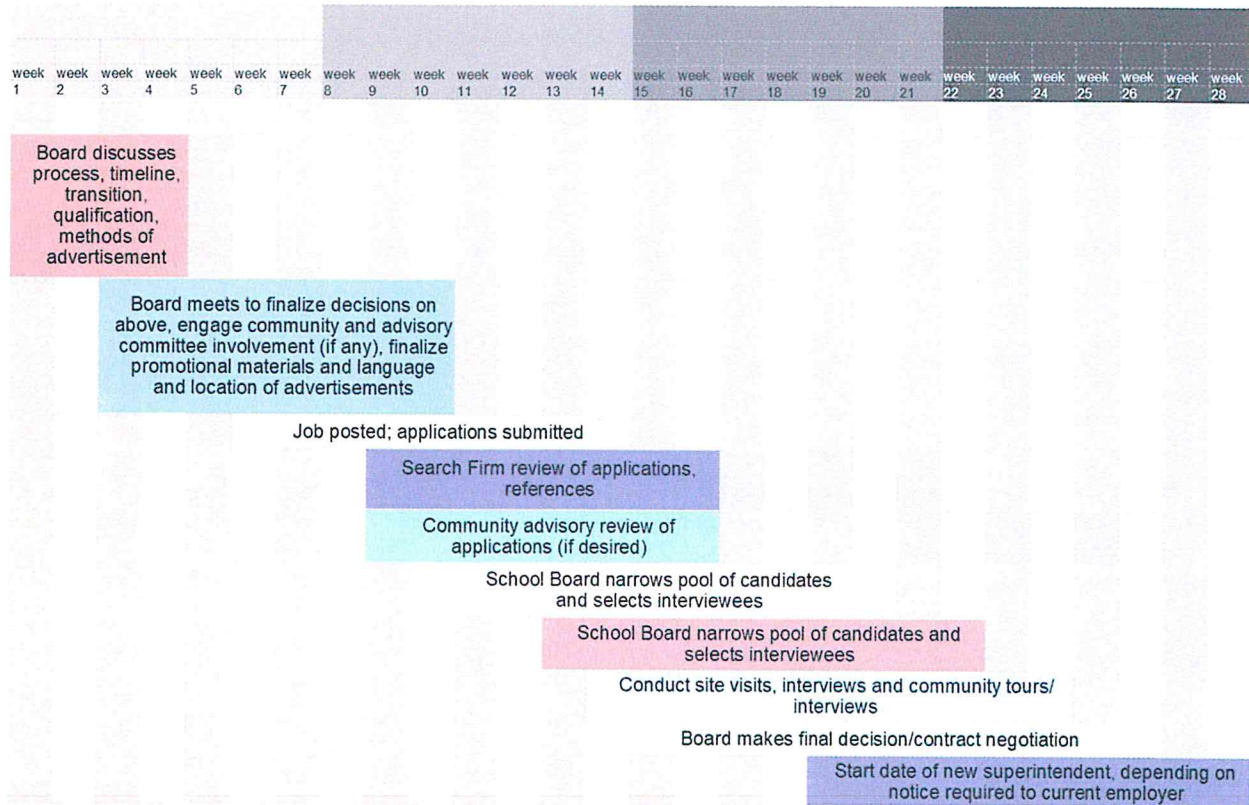 week week week week week week week week week week week week week week week week week week week week week week week week week week week week
1 2 3 4 5 6 7 8 9 10 11 12 13 14 15 16 17 18 19 20 21 22 23 24 25 26 27 28
Board discusses
process, timeline,
transition,
qualification,
methods of
advertisement
Board meets to finalize decisions on
above, engage community and advisory
committee involvement (if any), finalize
promotional materials and language
and location of advertisements
Job posted; applications submitted
Search Firm review of applications,
references
Community advisory review of
applications (if desired)
School Board narrows pool of candidates
and selects interviewees
School Board narrows pool of candidates and
selects interviewees
Conduct site visits, interviews and community tours/
interviews
Board makes final decision/contract negotiation
Start date of new superintendent, depending on
notice required to current employer